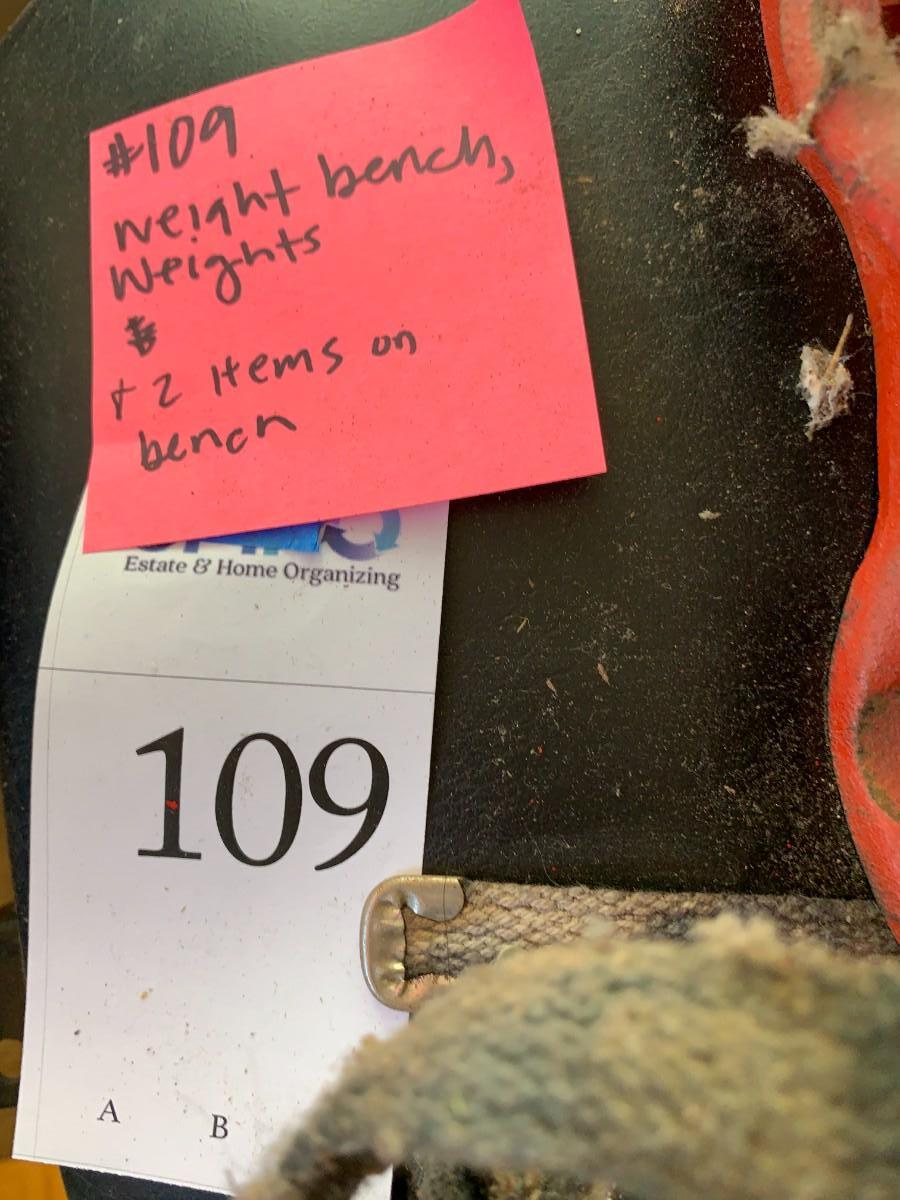 #109
weight bench,
weights
+ 2 items on
bench
Estate & Home Organizing
109
A B